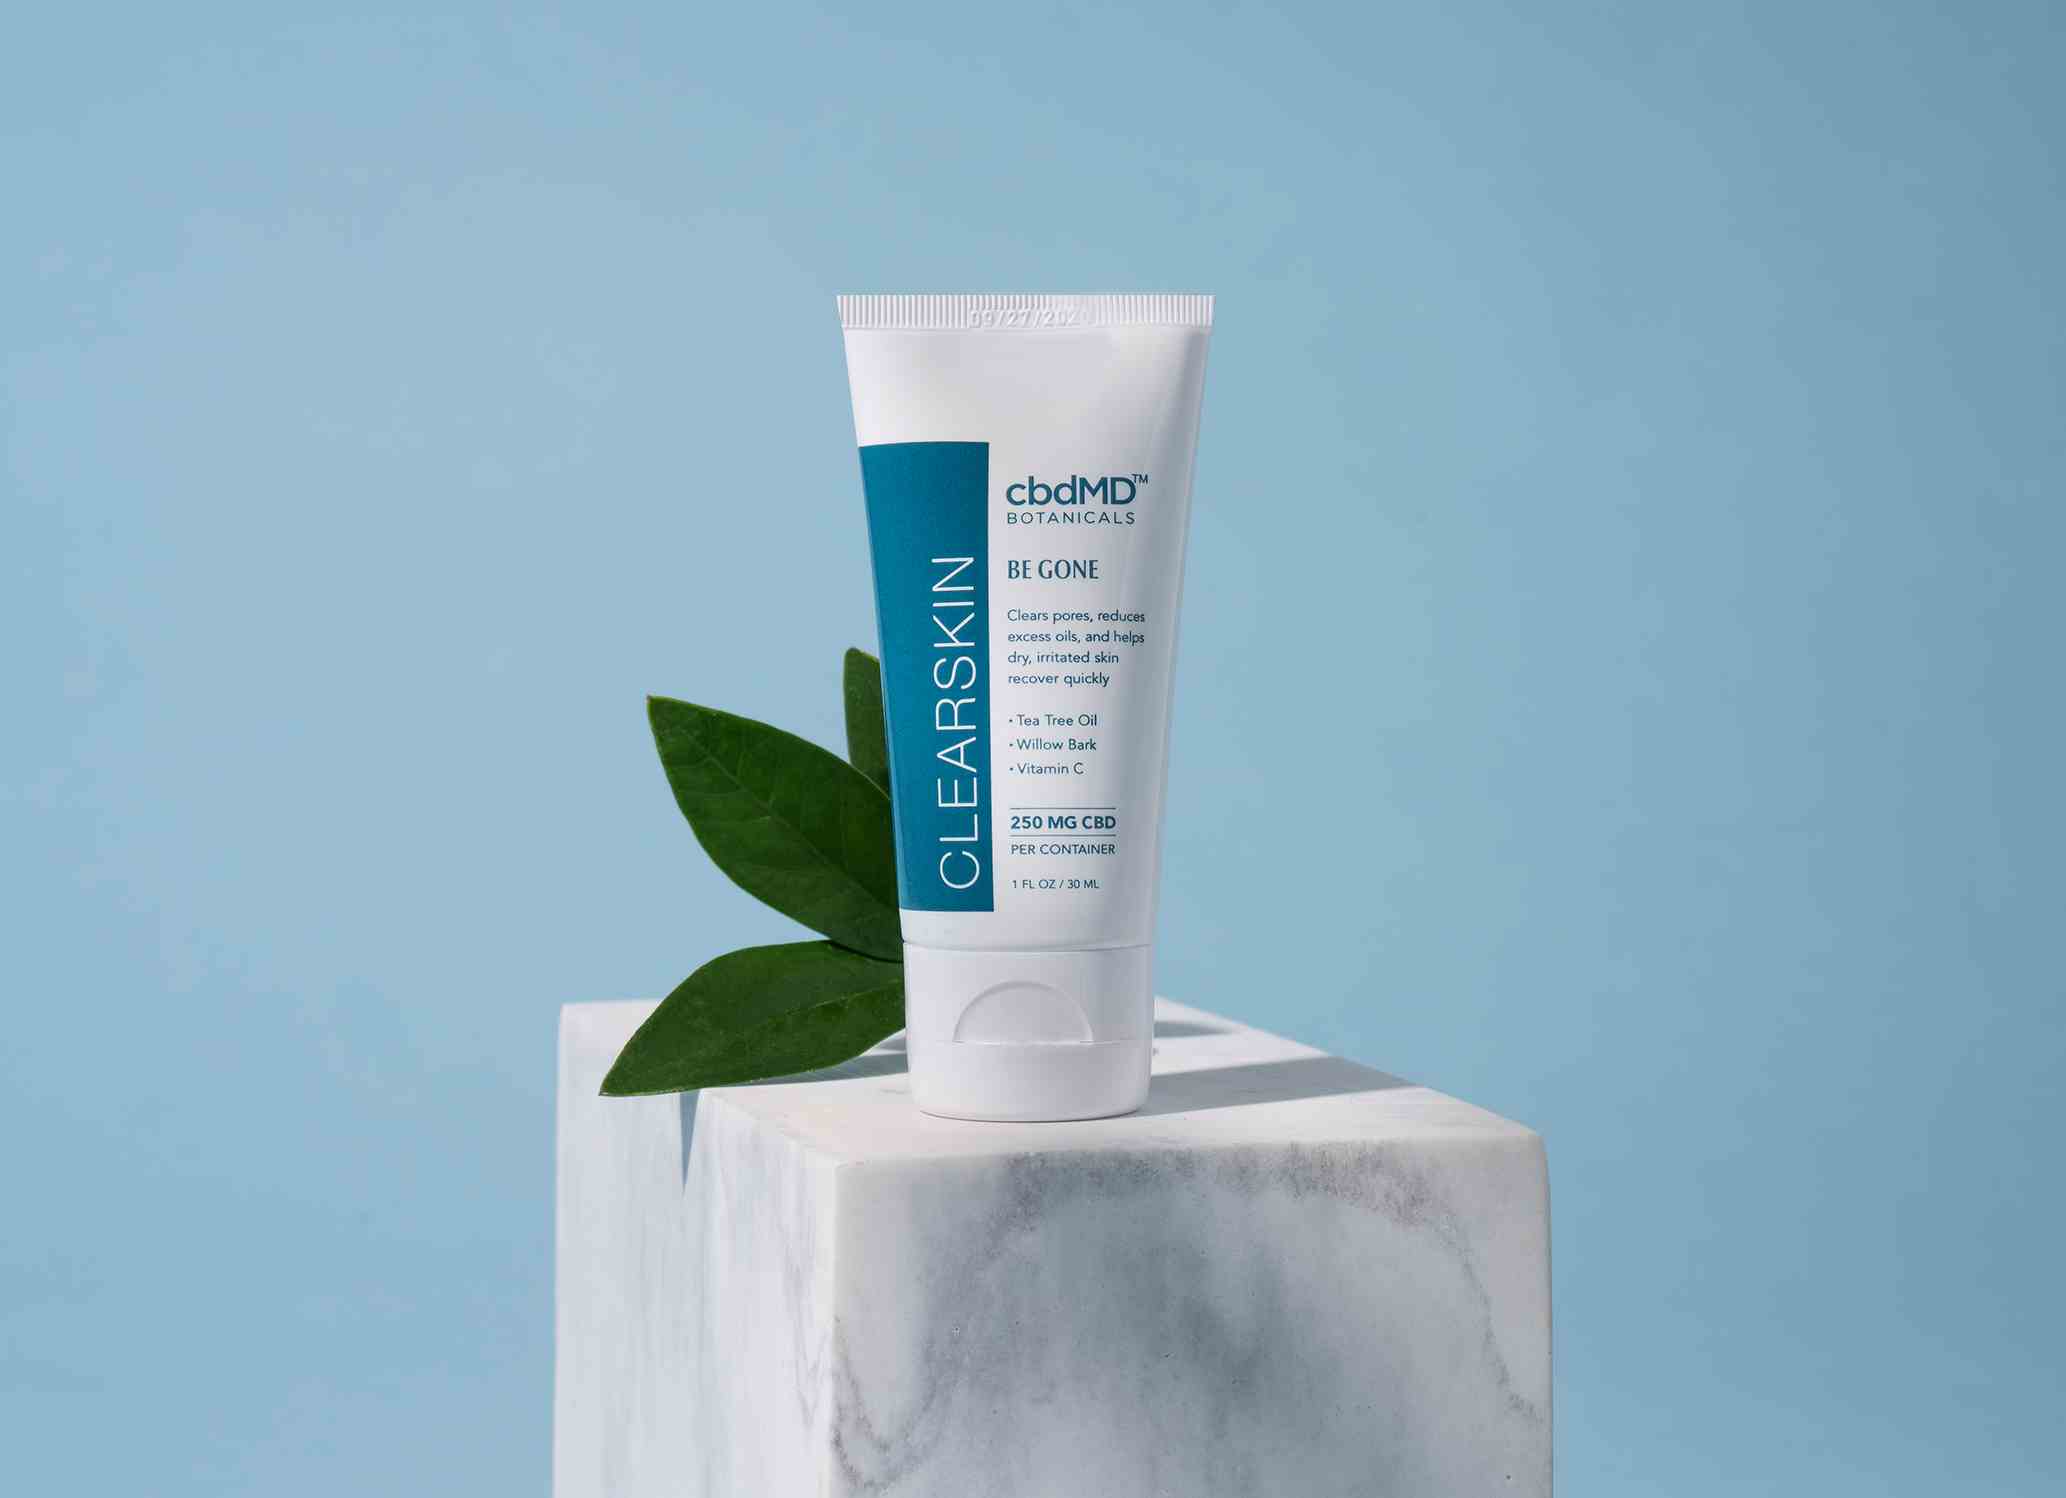 cbdMD™
BOTANICALS
BE GONE
Clears pores, reduces
excess oils, and helps
dry, irritated skin
recover quickly
• Tea Tree Oil
• Willow Bark
• Vitamin C
250 MG CBD
PER CONTAINER
1 FL OZ / 30 ML
CLEARSKIN